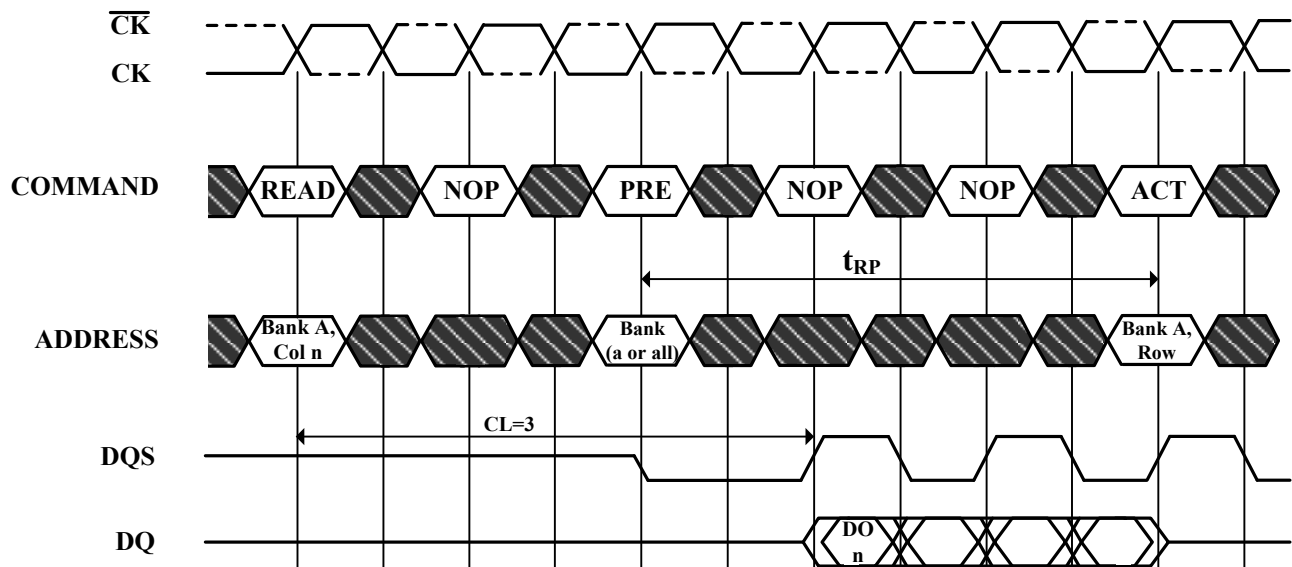 CK
CK
COMMAND
READ
NOP
PRE
NOP
NOP
ACT
tRP
ADDRESS
Bank A,
Col n
Bank
(a or all)
Bank A,
Row
CL=3
DQS
DQ
DO
n